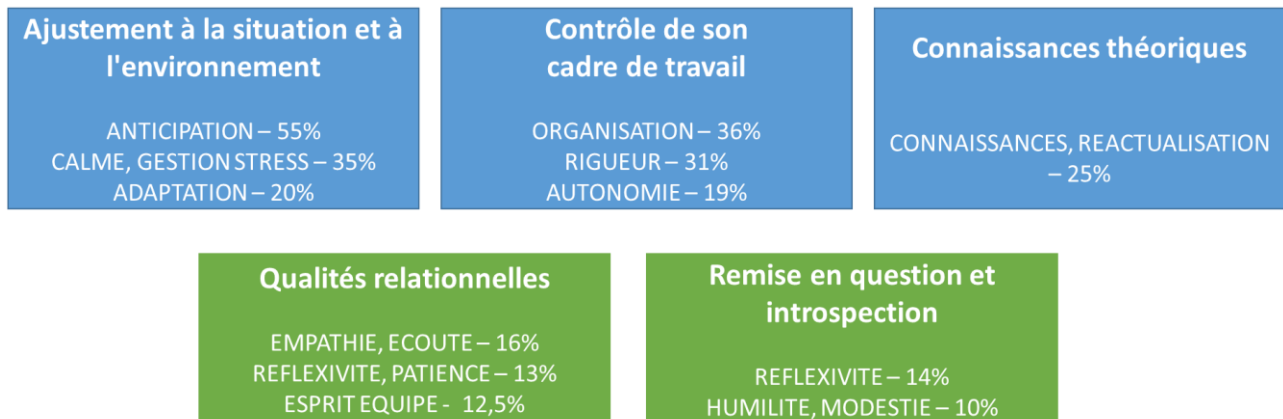 Ajustement à la situation et à
l'environnement
ANTICIPATION – 55%
CALME, GESTION STRESS – 35%
ADAPTATION – 20%
Contrôle de son
cadre de travail
ORGANISATION – 36%
RIGUEUR – 31%
AUTONOMIE – 19%
Connaissances théoriques
CONNAISSANCES, REACTUALISATION
– 25%
Qualités relationnelles
EMPATHIE, ECOUTE – 16%
REFLEXIVITE, PATIENCE – 13%
ESPRIT EQUIPE - 12,5%
Remise en question et
introspection
REFLEXIVITE – 14%
HUMILITE, MODESTIE – 10%